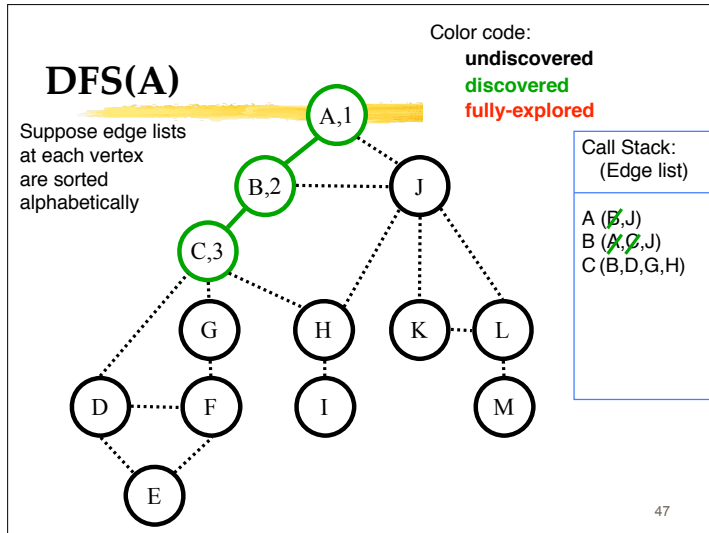 DFS(A)
Color code:
undiscovered
discovered
fully-explored
Suppose edge lists
at each vertex
are sorted
alphabetically
A,1
B,2
J
C,3
G
H
K
L
D
F
I
M
E
Call Stack:
(Edge list)
A (B,J)
B (A,C,J)
C (B,D,G,H)
47